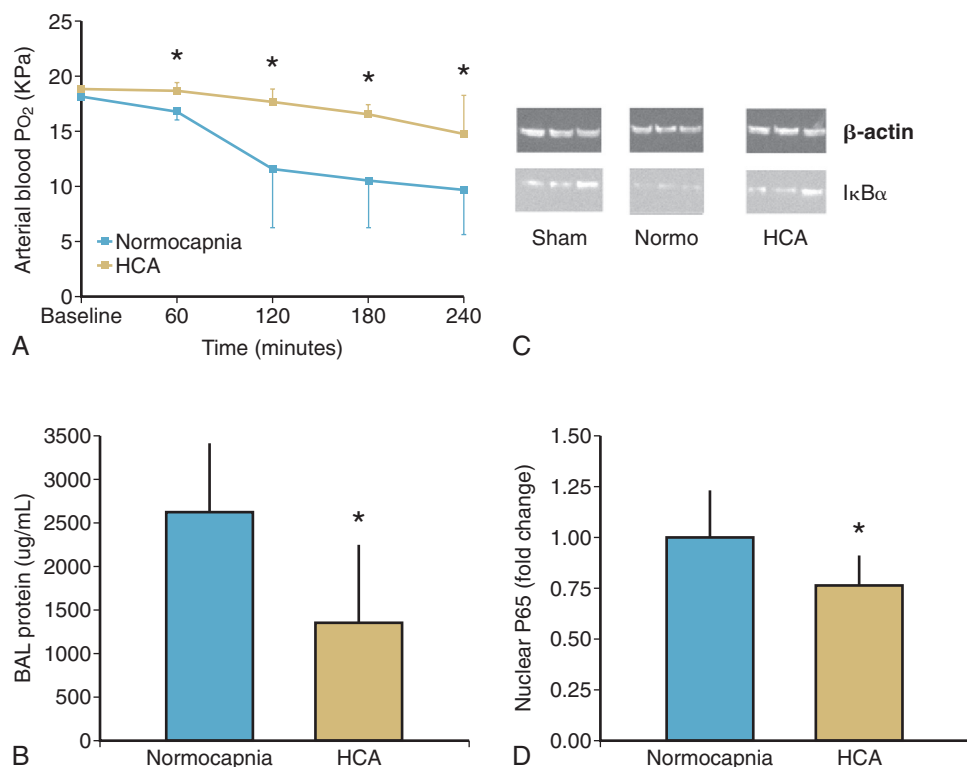 25
20
15
10
5
0
Arterial blood PO₂ (KPa)
* * * *
Normocapnia
HCA
Baseline 60 120 180 240
Time (minutes)
A
β-actin
IκBα
Sham Normo HCA
C
3500
3000
2500
2000
1500
1000
500
0
BAL protein (ug/mL)
*
Normocapnia HCA
B
1.50
1.25
1.00
0.75
0.50
0.25
0.00
Nuclear P65 (fold change)
*
Normocapnia HCA
D